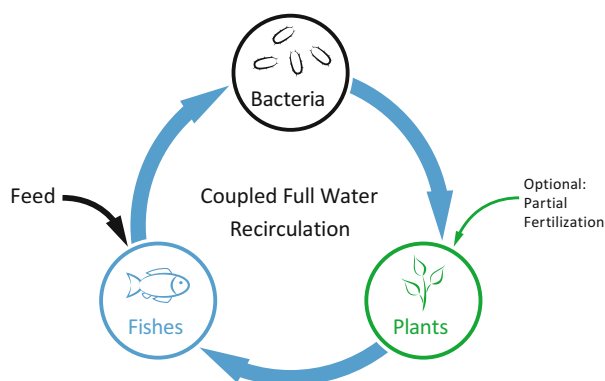 Bacteria
Feed
Coupled Full Water
Recirculation
Optional:
Partial
Fertilization
Fishes
Plants